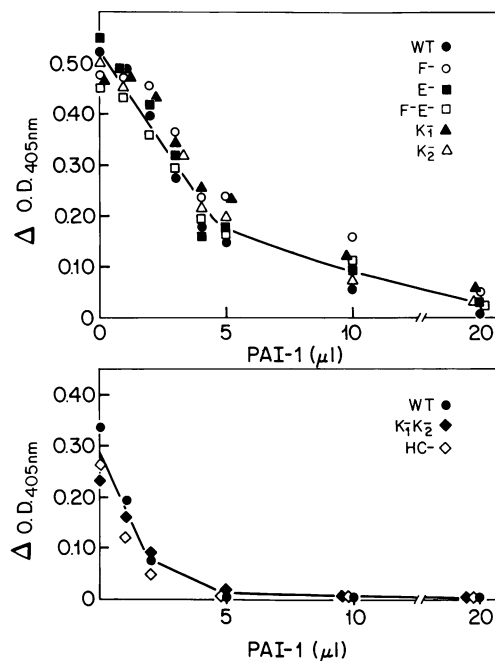 WT ●
F⁻ ○
E⁻ ■
F⁻E⁻ □
K₁⁻ ▲
K₂⁻ △
0.50
0.40
0.30
0.20
0.10
0
Δ O.D.405nm
0 5 10 20
PAI-1 (μl)
WT ●
K₁⁻K₂⁻ ◆
HC⁻ ◇
0.40
0.30
0.20
0.10
0
Δ O.D.405nm
0 5 10 20
PAI-1 (μl)